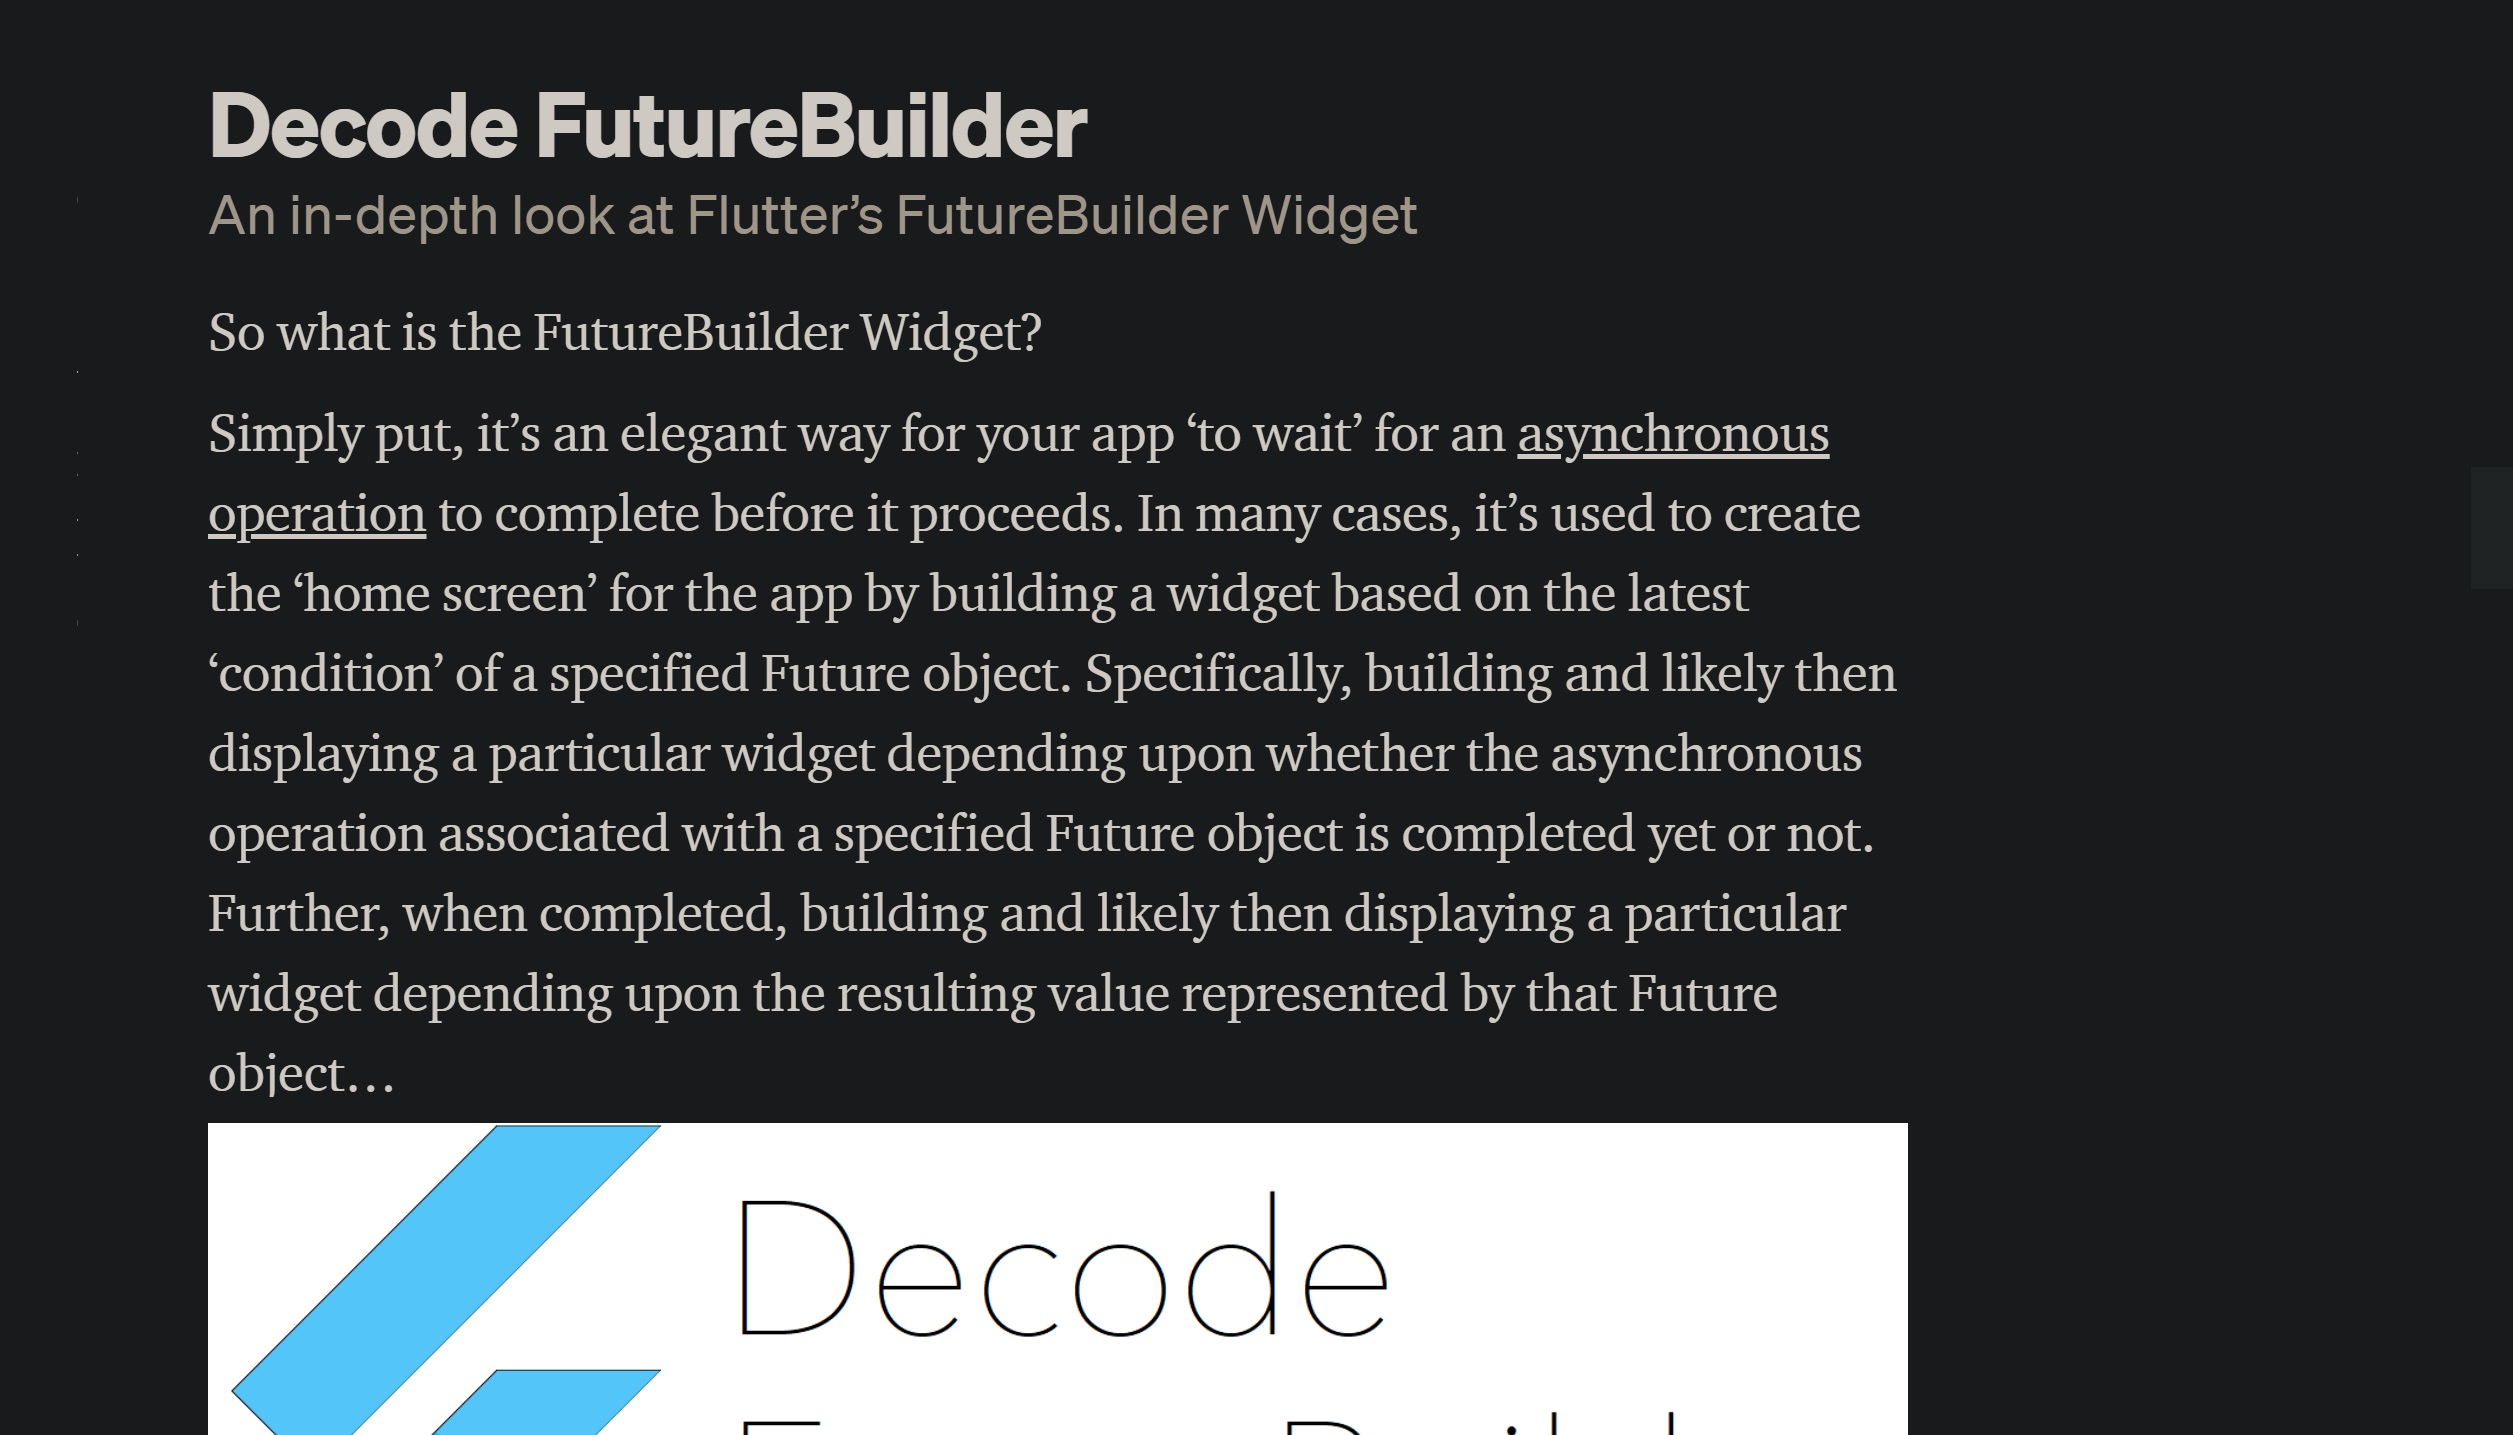 Decode FutureBuilder
An in-depth look at Flutter’s FutureBuilder Widget
So what is the FutureBuilder Widget?
Simply put, it’s an elegant way for your app ‘to wait’ for an asynchronous
operation to complete before it proceeds. In many cases, it’s used to create
the ‘home screen’ for the app by building a widget based on the latest
‘condition’ of a specified Future object. Specifically, building and likely then
displaying a particular widget depending upon whether the asynchronous
operation associated with a specified Future object is completed yet or not.
Further, when completed, building and likely then displaying a particular
widget depending upon the resulting value represented by that Future
object…
Decode